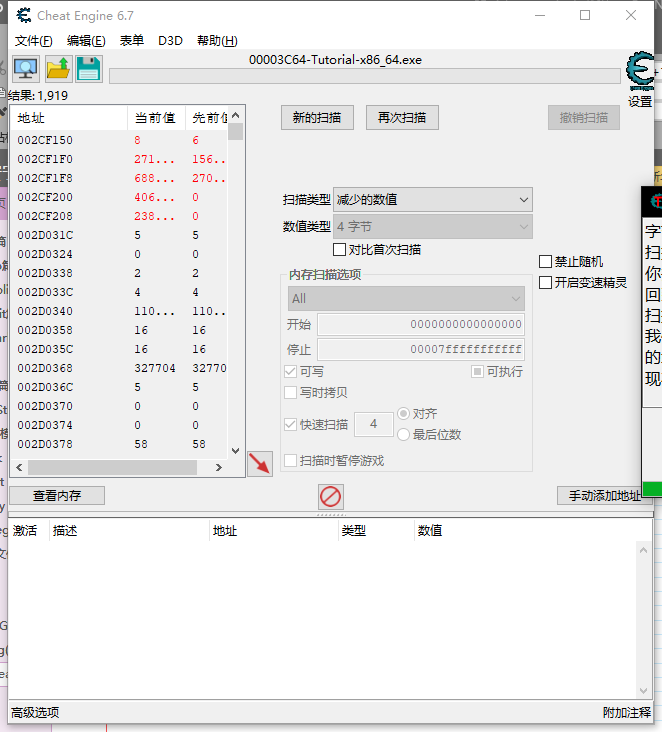 Cheat Engine 6.7
文件(F) 编辑(E) 表单 D3D 帮助(H)
00003C64-Tutorial-x86_64.exe
设置
结果: 1,919
地址 当前值 先前值
002CF150 8 6
002CF1F0 271... 156...
002CF1F8 688... 270...
002CF200 406... 0
002CF208 238... 0
002D031C 5 5
002D0324 0 0
002D0338 2 2
002D033C 4 4
002D0340 110... 110...
002D0358 16 16
002D035C 16 16
002D0368 327704 32770
002D036C 5 5
002D0370 0 0
002D0374 0 0
002D0378 58 58
新的扫描 再次扫描 撤销扫描
扫描类型 减少的数值
数值类型 4 字节
对比首次扫描
内存扫描选项
All
开始 0000000000000000
停止 00007fffffffffff
可写 可执行
写时拷贝
快速扫描 4 对齐
最后位数
扫描时暂停游戏
禁止随机
开启变速精灵
查看内存 手动添加地址
激活 描述 地址 类型 数值
高级选项 附加注释